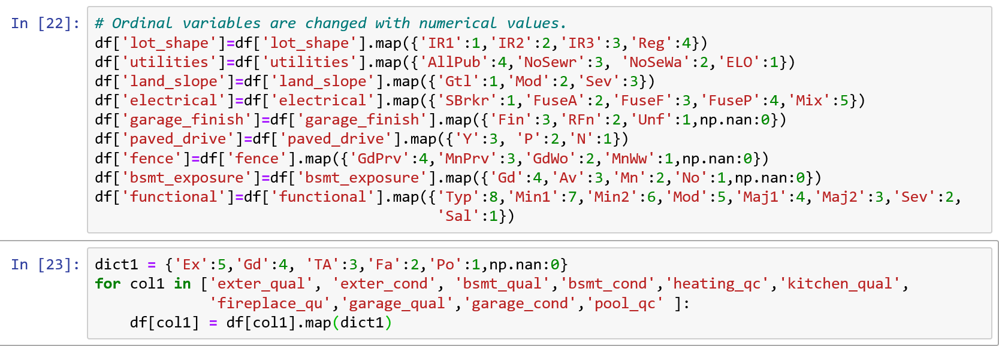 In [22]: # Ordinal variables are changed with numerical values.
df['lot_shape']=df['lot_shape'].map({'IR1':1,'IR2':2,'IR3':3,'Reg':4})
df['utilities']=df['utilities'].map({'AllPub':4,'NoSewr':3, 'NoSeWa':2,'ELO':1})
df['land_slope']=df['land_slope'].map({'Gtl':1,'Mod':2,'Sev':3})
df['electrical']=df['electrical'].map({'SBrkr':1,'FuseA':2,'FuseF':3,'FuseP':4,'Mix':5})
df['garage_finish']=df['garage_finish'].map({'Fin':3,'RFn':2,'Unf':1,np.nan:0})
df['paved_drive']=df['paved_drive'].map({'Y':3, 'P':2,'N':1})
df['fence']=df['fence'].map({'GdPrv':4,'MnPrv':3,'GdWo':2,'MnWw':1,np.nan:0})
df['bsmt_exposure']=df['bsmt_exposure'].map({'Gd':4,'Av':3,'Mn':2,'No':1,np.nan:0})
df['functional']=df['functional'].map({'Typ':8,'Min1':7,'Min2':6,'Mod':5,'Maj1':4,'Maj2':3,'Sev':2,
'Sal':1})
In [23]: dict1 = {'Ex':5,'Gd':4, 'TA':3,'Fa':2,'Po':1,np.nan:0}
for col1 in ['exter_qual', 'exter_cond', 'bsmt_qual','bsmt_cond','heating_qc','kitchen_qual',
'fireplace_qu','garage_qual','garage_cond','pool_qc' ]:
df[col1] = df[col1].map(dict1)